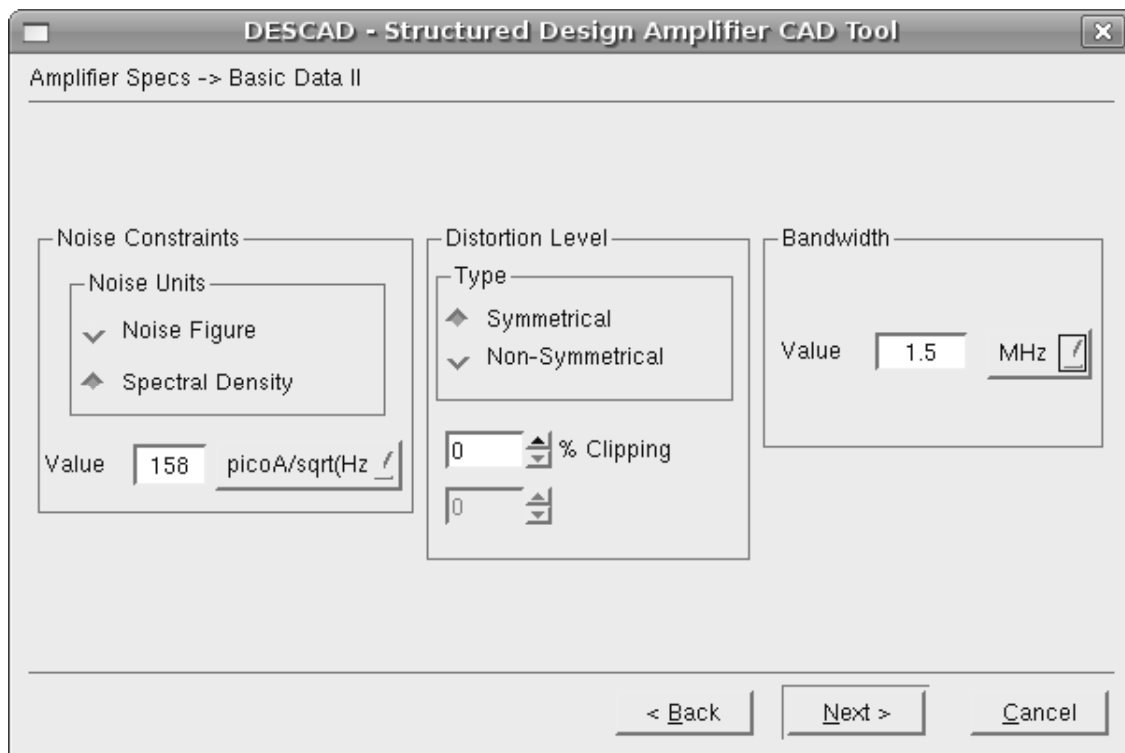 DESCAD - Structured Design Amplifier CAD Tool
Amplifier Specs -> Basic Data II
Noise Constraints
Noise Units
Noise Figure
Spectral Density
Value 158 picoA/sqrt(Hz
Distortion Level
Type
Symmetrical
Non-Symmetrical
0 % Clipping
0
Bandwidth
Value 1.5 MHz
< Back Next > Cancel